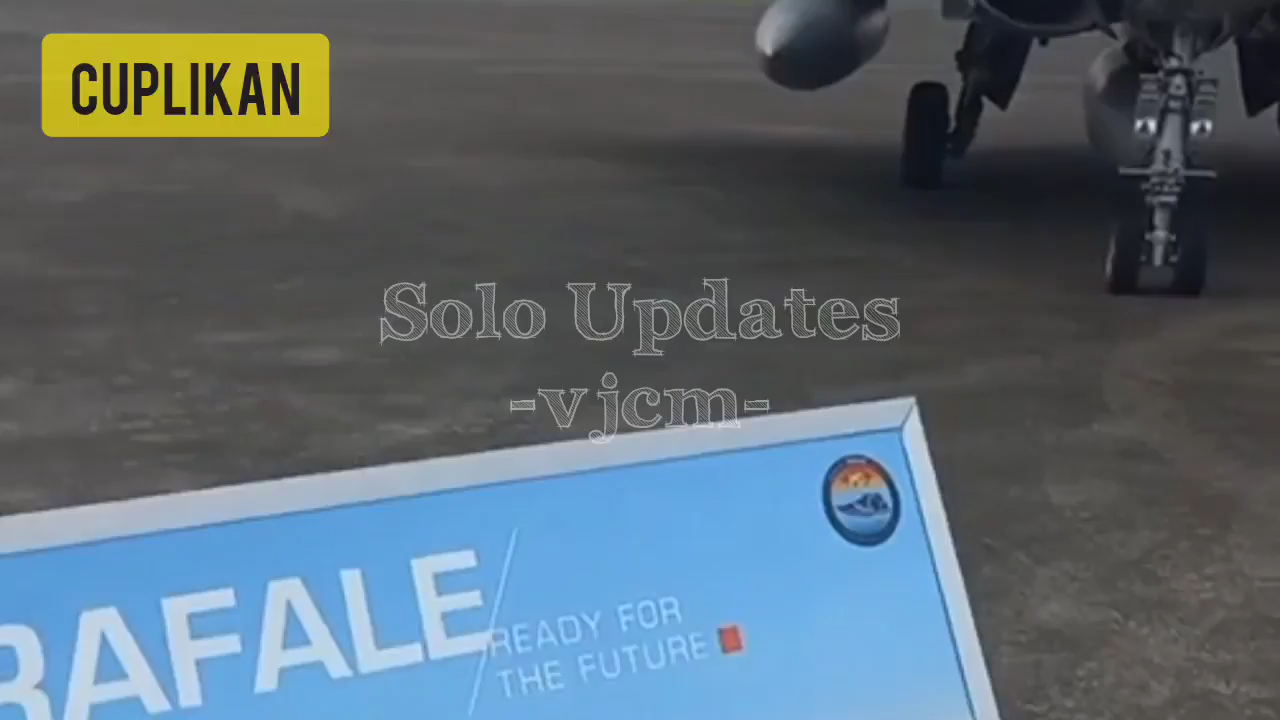 CUPLIKAN
Solo Updates
-vjcm-
RAFALE
READY FOR
THE FUTURE